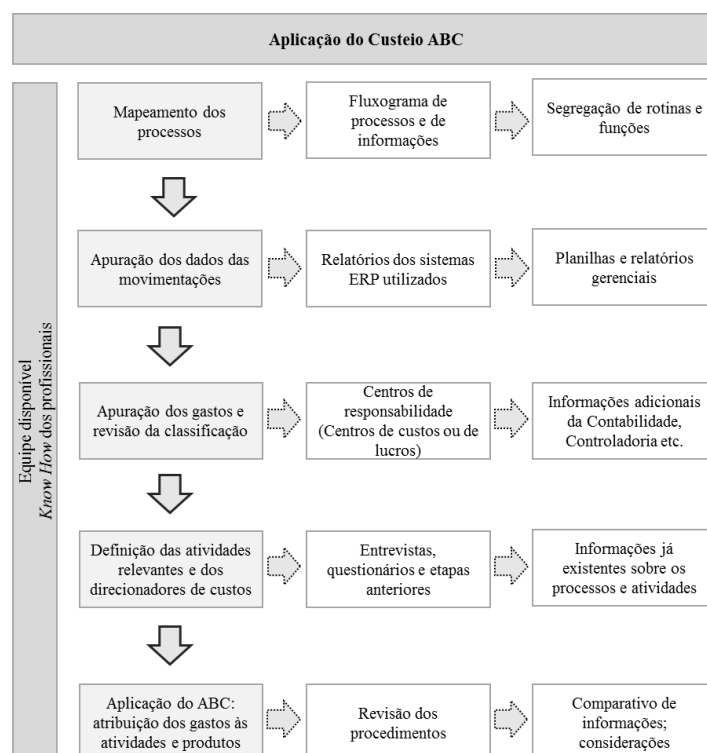 Aplicação do Custeio ABC
Equipe disponível
Know How dos profissionais
Mapeamento dos
processos
Fluxograma de
processos e de
informações
Segregação de rotinas e
funções
Apuração dos dados das
movimentações
Relatórios dos sistemas
ERP utilizados
Planilhas e relatórios
gerenciais
Apuração dos gastos e
revisão da classificação
Centros de
responsabilidade
(Centros de custos ou de
lucros)
Informações adicionais
da Contabilidade,
Controladoria etc.
Definição das atividades
relevantes e dos
direcionadores de custos
Entrevistas,
questionários e etapas
anteriores
Informações já
existentes sobre os
processos e atividades
Aplicação do ABC:
atribuição dos gastos às
atividades e produtos
Revisão dos
procedimentos
Comparativo de
informações;
considerações